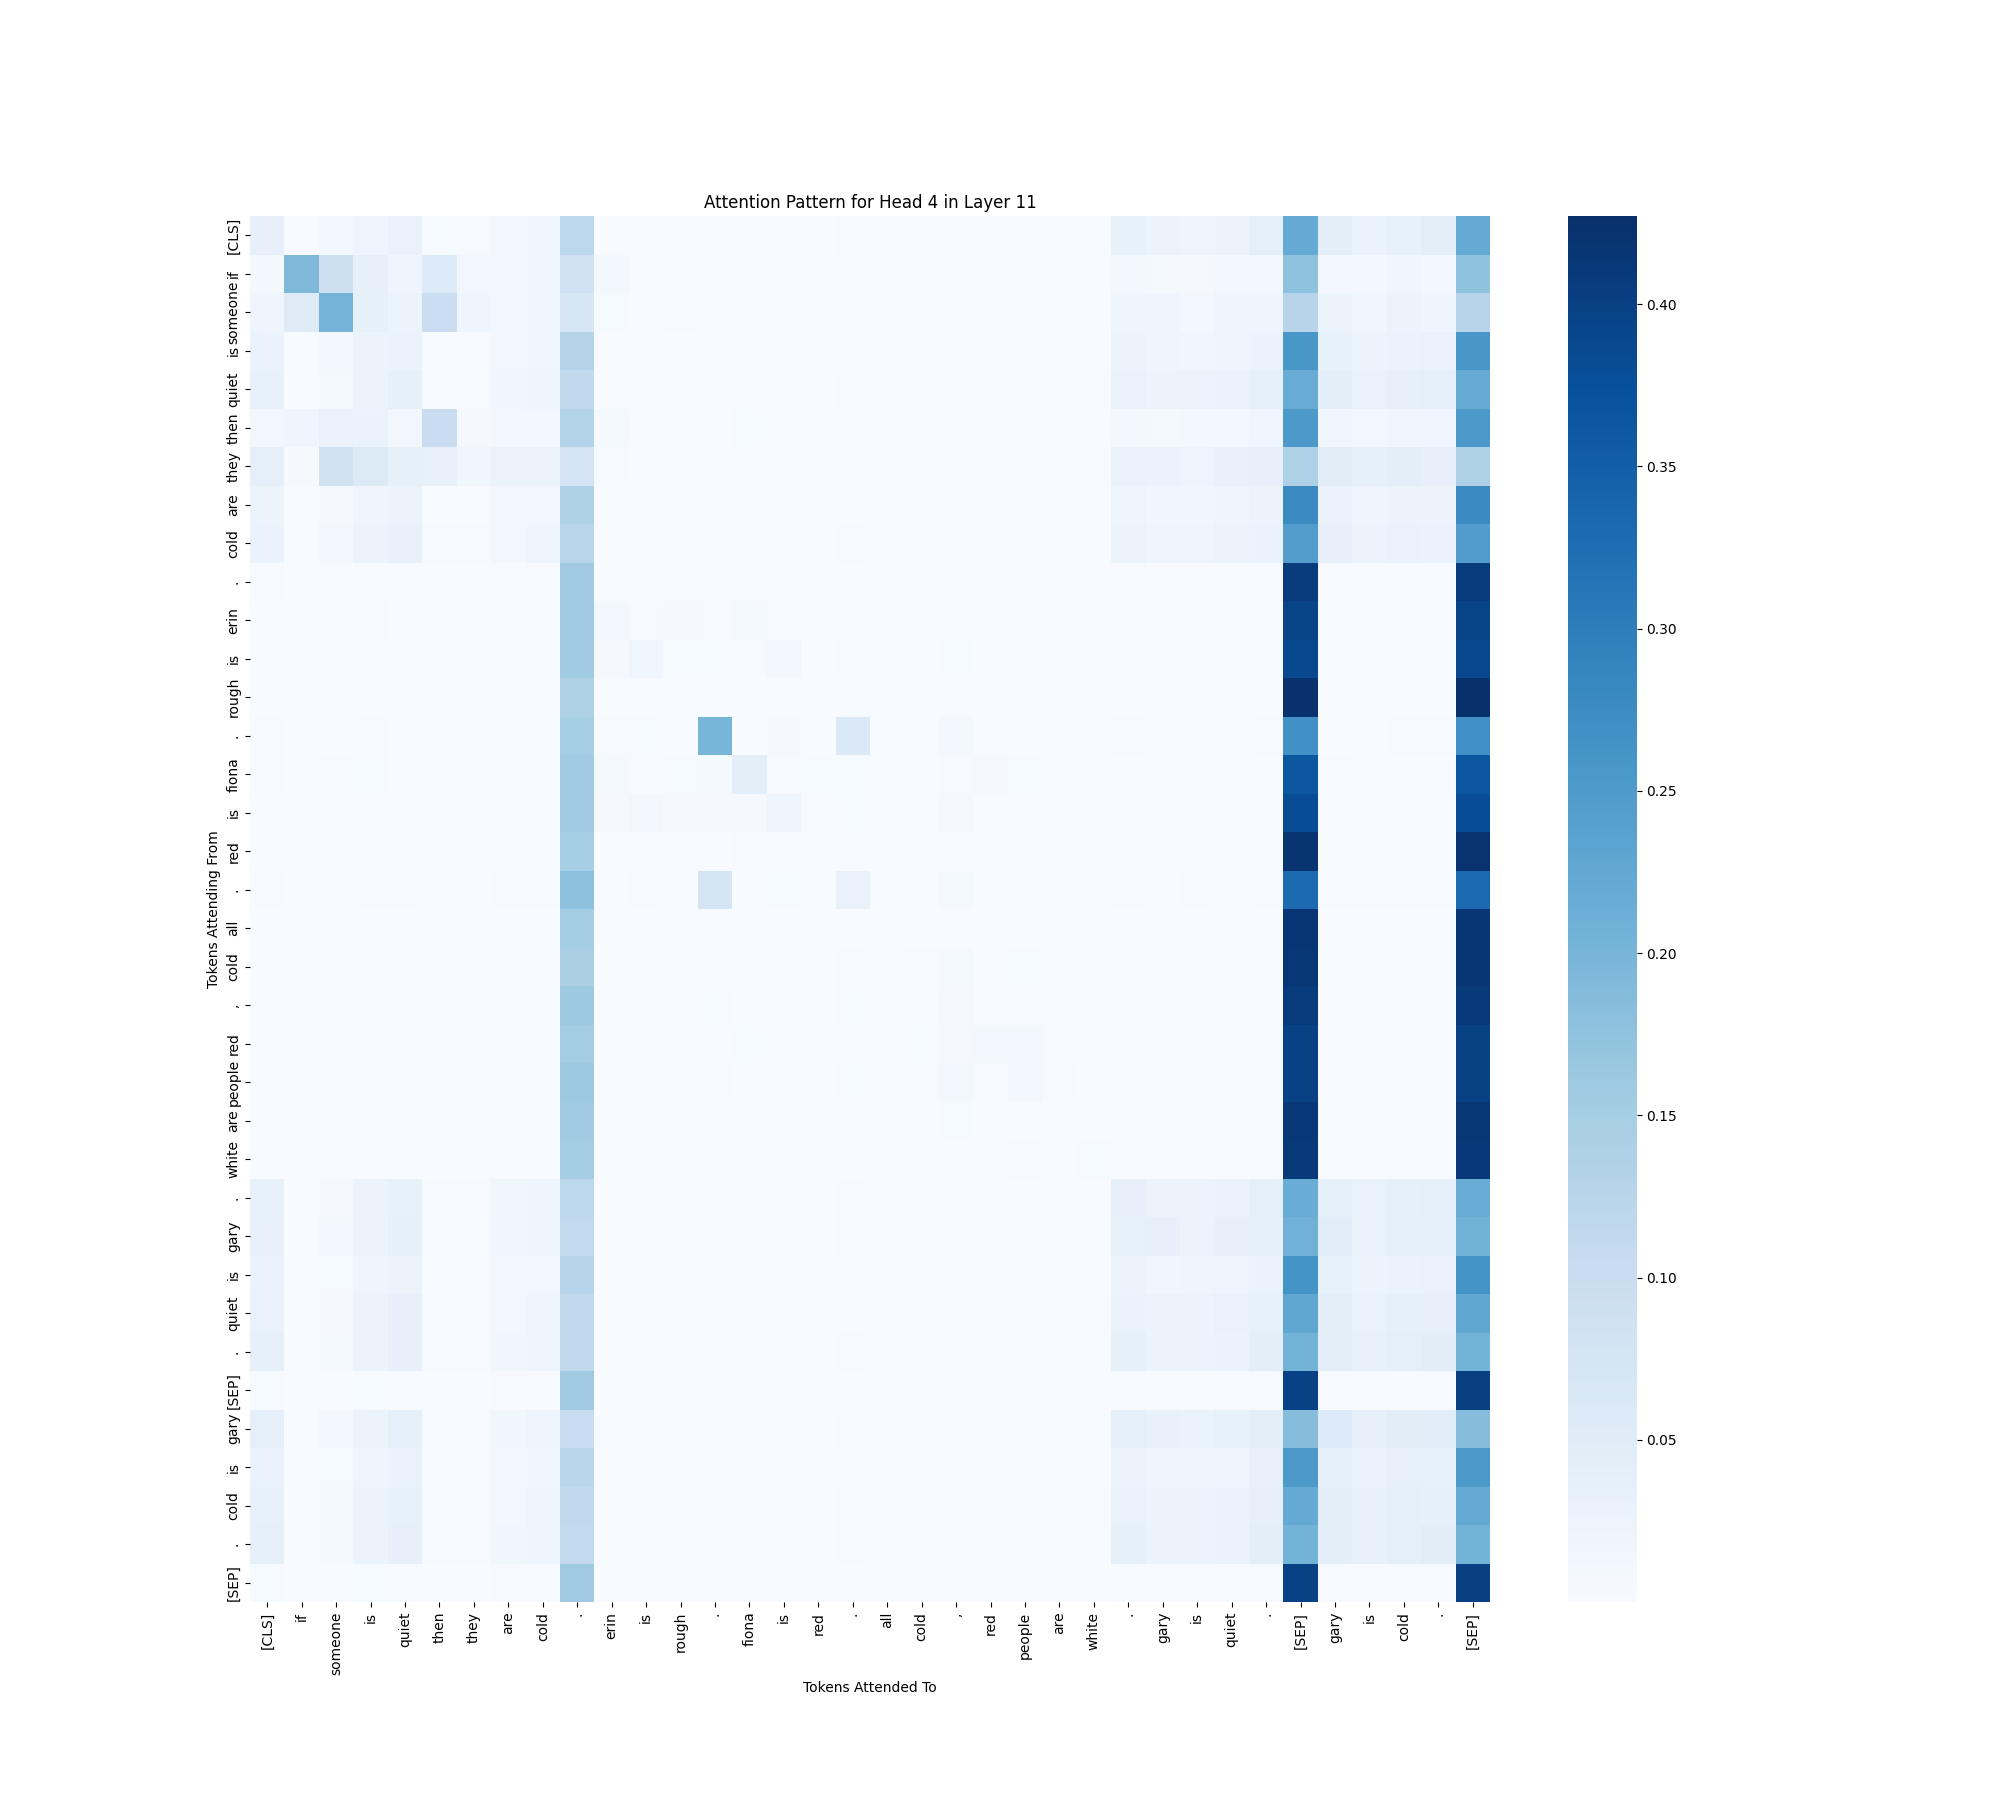 Attention Pattern for Head 4 in Layer 11
Tokens Attending From
[CLS]
if
someone
is
quiet
then
they
are
cold
.
erin
is
rough
.
fiona
is
red
.
all
cold
,
red
people
are
white
.
gary
is
quiet
.
[SEP]
gary
is
cold
.
[SEP]
[CLS] if someone is quiet then they are cold . erin is rough . fiona is red . all cold , red people are white . gary is quiet . [SEP] gary is cold . [SEP]
Tokens Attended To
0.40
0.35
0.30
0.25
0.20
0.15
0.10
0.05